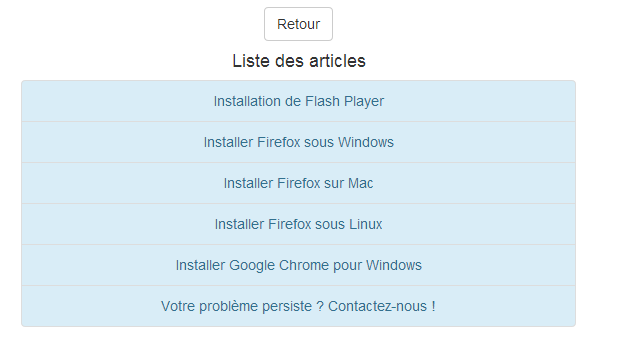 Retour
Liste des articles
Installation de Flash Player
Installer Firefox sous Windows
Installer Firefox sur Mac
Installer Firefox sous Linux
Installer Google Chrome pour Windows
Votre problème persiste ? Contactez-nous !